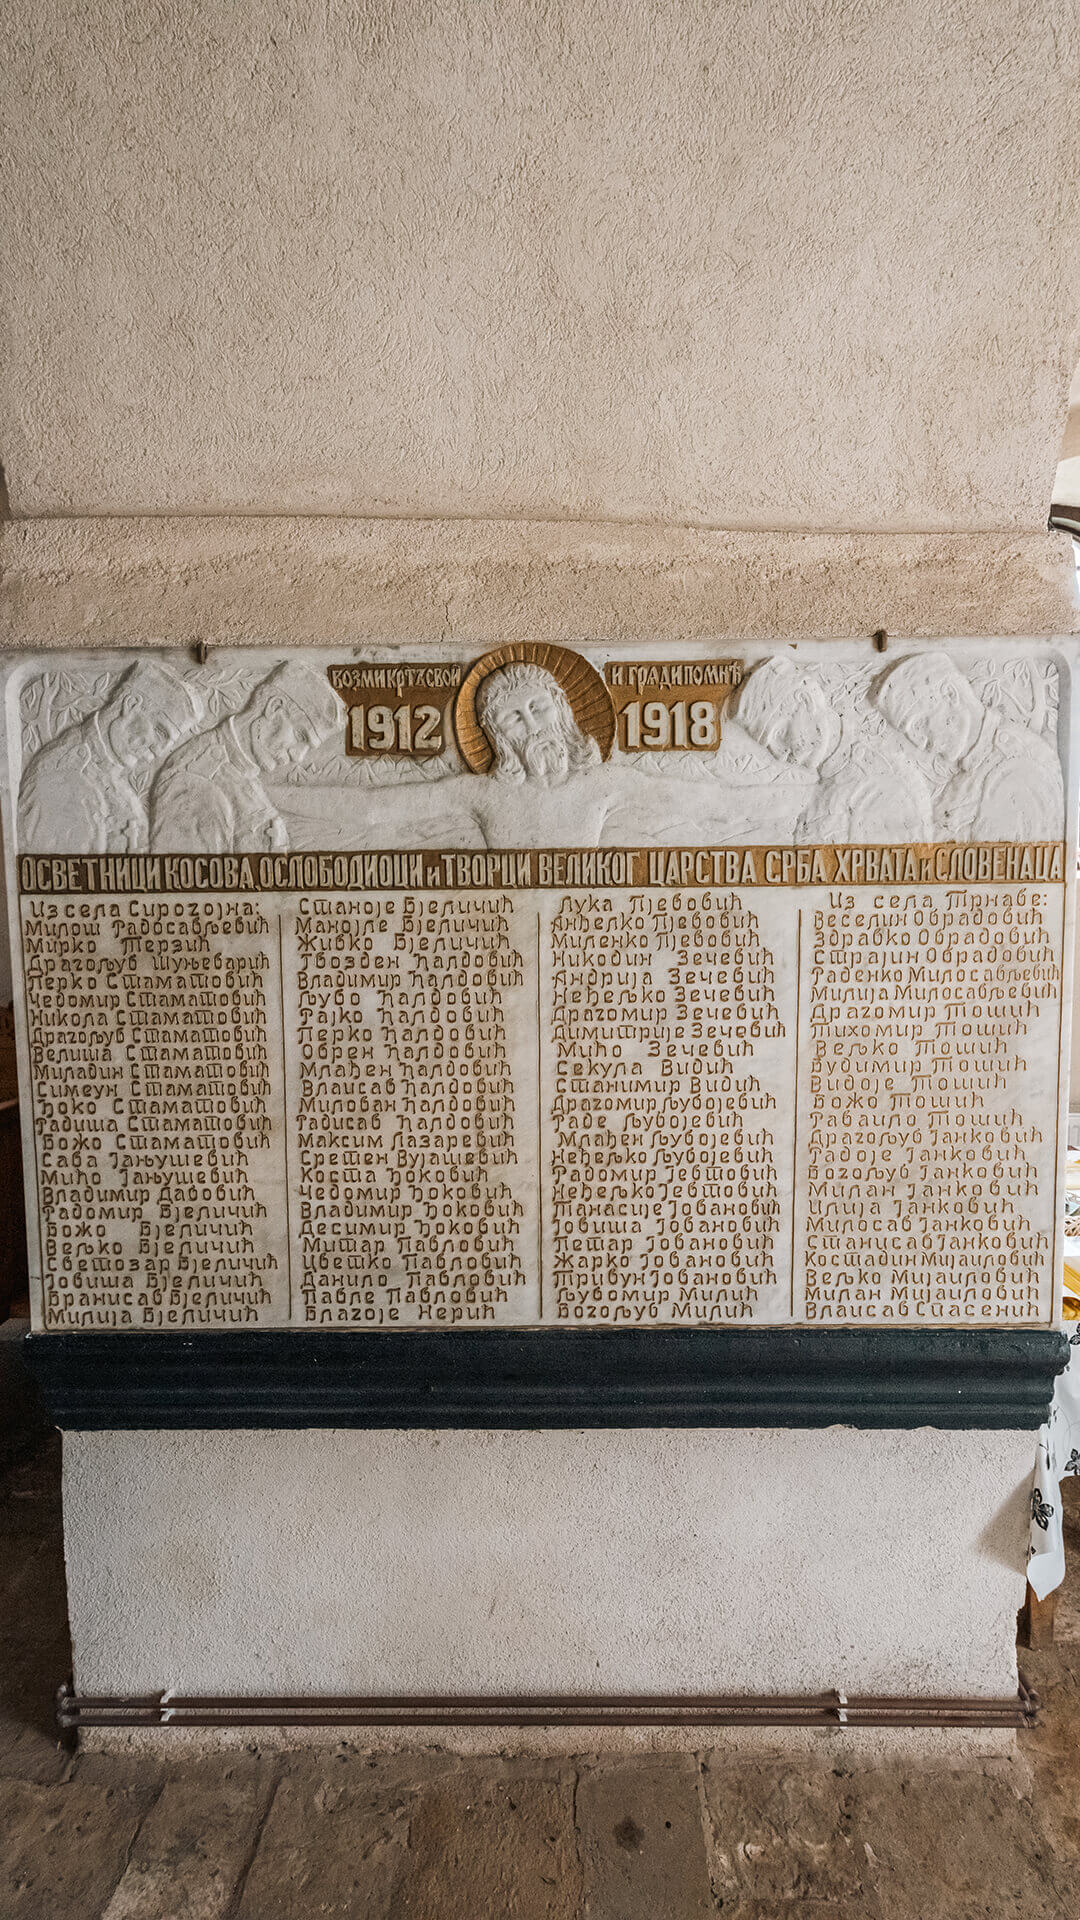 ВОЗМИ КРТЬ СВОЙ
И ГРЯДИ ПО МНѢ
1912
1918
ОСВЕТНИЦИ КОСОВА, ОСЛОБОДИОЦИ и ТВОРЦИ ВЕЛИКОГ ЦАРСТВА СРБА ХРВАТА и СЛОВЕНАЦА
Из села Сирогојна:
Милош Радосављевић
Мирко Терзић
Драгољуб Шуњеварић
Перко Стаматовић
Чедомир Стаматовић
Никола Стаматовић
Драгољуб Стаматовић
Велиша Стаматовић
Миладин Стаматовић
Симеун Стаматовић
Ђоко Стаматовић
Радиша Стаматовић
Божо Стаматовић
Сава Јањушевић
Мићо Јањушевић
Владимир Дабовић
Радомир Бјеличић
Божо Бјеличић
Вељко Бјеличић
Светозар Бјеличић
Јовиша Бјеличић
Бранисав Бјеличић
Милија Бјеличић
Станоје Бјеличић
Манојле Бјеличић
Живко Бјеличић
Гвозден Ћалдовић
Владимир Ћалдовић
Љубо Ћалдовић
Рајко Ћалдовић
Перко Ћалдовић
Обрен Ћалдовић
Млађен Ћалдовић
Влаисав Ћалдовић
Милован Ћалдовић
Радисав Ћалдовић
Максим Лазаревић
Сретен Вујашевић
Коста Ђоковић
Чедомир Ђоковић
Владимир Ђоковић
Десимир Ђоковић
Митар Павловић
Цветко Павловић
Данило Павловић
Павле Павловић
Благоје Нерић
Лука Пјевовић
Анђелко Пјевовић
Миленко Пјевовић
Никодин Зечевић
Андрија Зечевић
Неђељко Зечевић
Драгомир Зечевић
Димитрије Зечевић
Мићо Зечевић
Секула Видић
Станимир Видић
Драгомир Љубојевић
Раде Љубојевић
Млађен Љубојевић
Неђељко Љубојевић
Радомир Јевтовић
Неђељко Јевтовић
Танасије Јовановић
Јовиша Јовановић
Петар Јовановић
Жарко Јовановић
Тривун Јовановић
Љубомир Милић
Богољуб Милић
Из села Трнаве:
Веселин Обрадовић
Здравко Обрадовић
Страјин Обрадовић
Раденко Милосављевић
Милија Милосављевић
Драгомир Тошић
Тихомир Тошић
Вељко Тошић
Будимир Тошић
Видоје Тошић
Божо Тошић
Раваило Тошић
Драгољуб Јанковић
Радоје Јанковић
Богољуб Јанковић
Милан Јанковић
Илија Јанковић
Милосав Јанковић
Станисав Јанковић
Костадин Мијаиловић
Вељко Мијаиловић
Милан Мијаиловић
Влаисав Спасенић